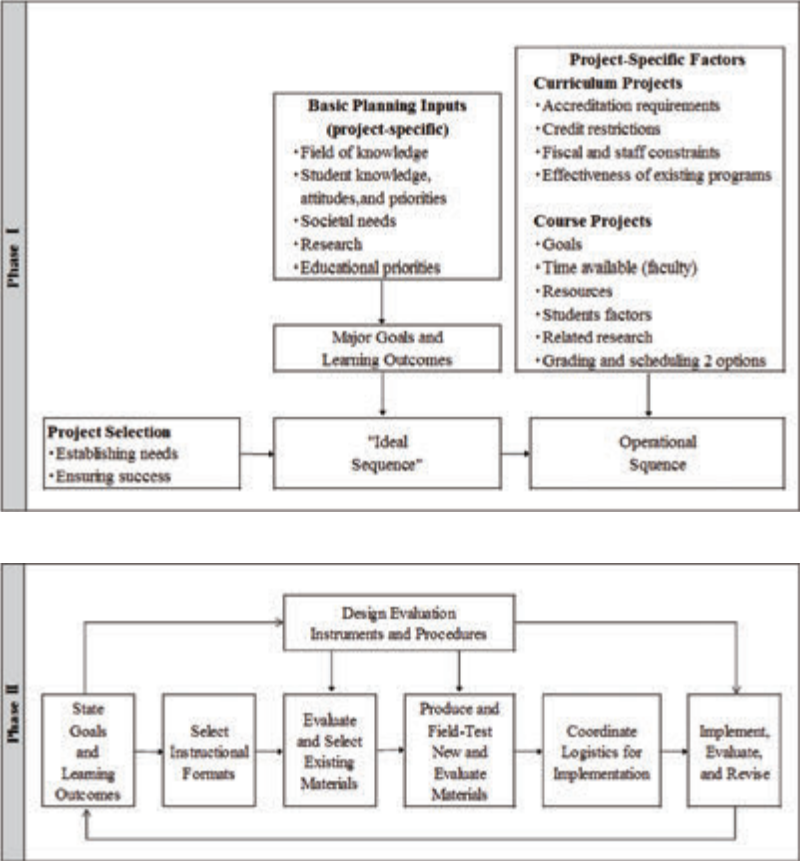 Phase I
Basic Planning Inputs
(project-specific)
·Field of knowledge
·Student knowledge,
attitudes,and priorities
·Societal needs
·Research
·Educational priorities
Major Goals and
Learning Outcomes
Project-Specific Factors
Curriculum Projects
·Accreditation requirements
·Credit restrictions
·Fiscal and staff constraints
·Effectiveness of existing programs
Course Projects
·Goals
·Time available (faculty)
·Resources
·Students factors
·Related research
·Grading and scheduling 2 options
Project Selection
·Establishing needs
·Ensuring success
"Ideal
Sequence"
Operational
Squence
Phase II
Design Evaluation
Instruments and Procedures
State
Goals
and
Learning
Outcomes
Select
Instructional
Formats
Evaluate
and Select
Existing
Materials
Produce and
Field-Test
New and
Evaluate
Materials
Coordinate
Logistics for
Implementation
Implement,
Evaluate,
and Revise